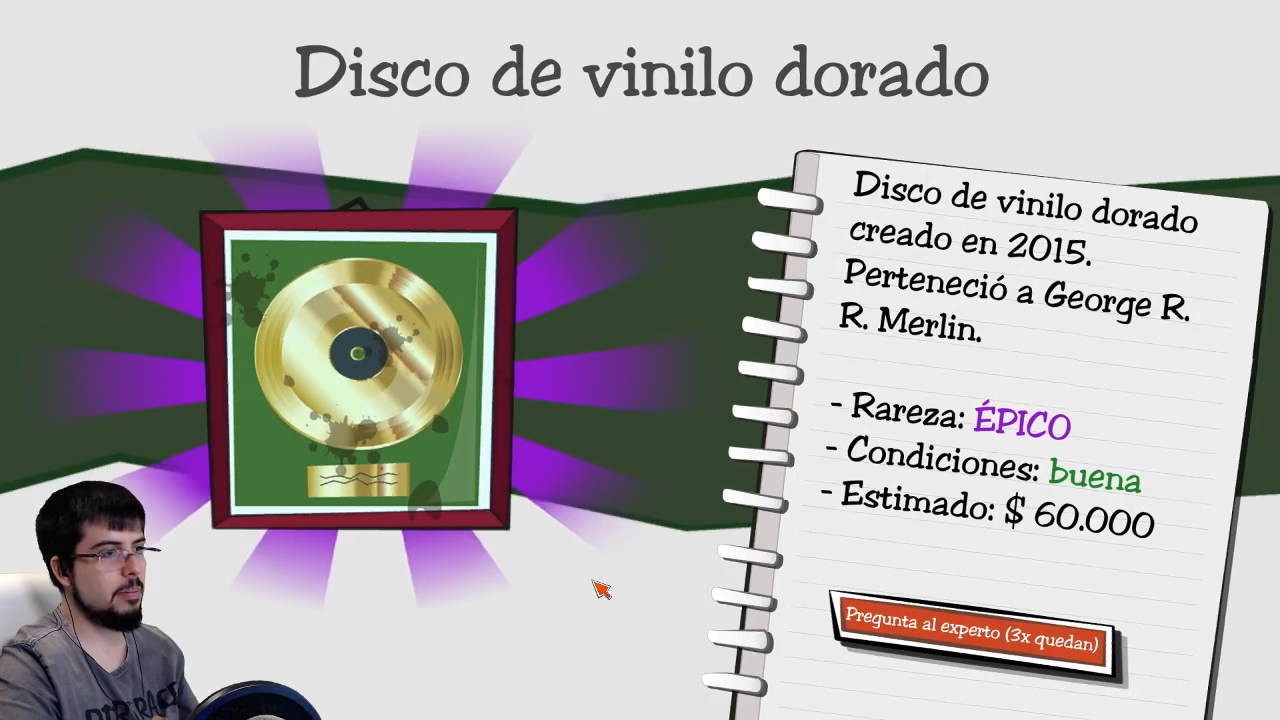 Disco de vinilo dorado
Disco de vinilo dorado
creado en 2015.
Perteneció a George R.
R. Merlin.
- Rareza: ÉPICO
- Condiciones: buena
- Estimado: $ 60.000
Pregunta al experto (3x quedan)